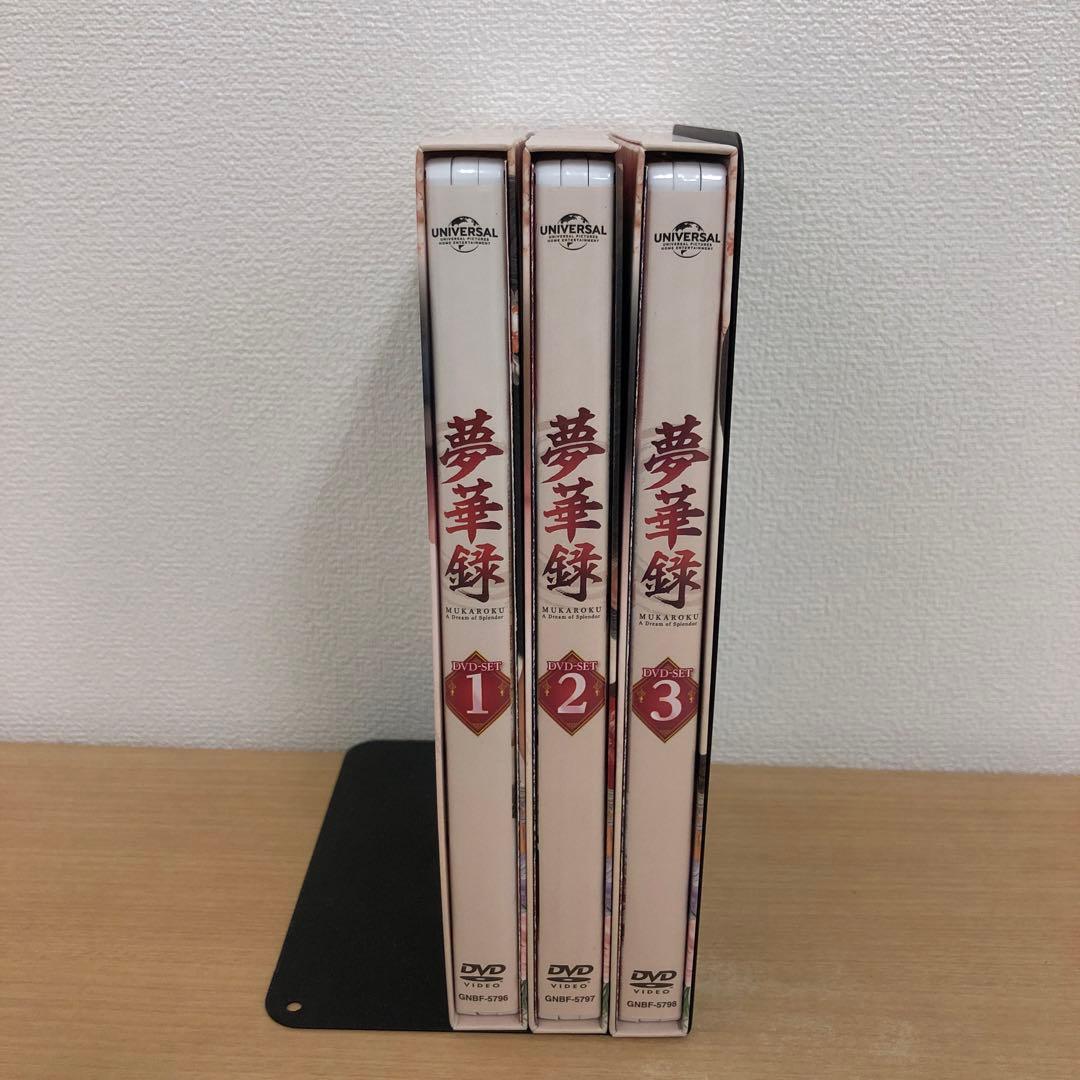 UNIVERSAL
UNIVERSAL PICTURES
HOME ENTERTAINMENT
夢華録
MUKAROKU
A Dream of Splendor
DVD-SET
1
DVD
VIDEO
GNBF-5796
UNIVERSAL
UNIVERSAL PICTURES
HOME ENTERTAINMENT
夢華録
MUKAROKU
A Dream of Splendor
DVD-SET
2
DVD
VIDEO
GNBF-5797
UNIVERSAL
UNIVERSAL PICTURES
HOME ENTERTAINMENT
夢華録
MUKAROKU
A Dream of Splendor
DVD-SET
3
DVD
VIDEO
GNBF-5798